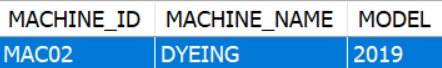 MACHINE_ID MACHINE_NAME MODEL
MAC02 DYEING 2019